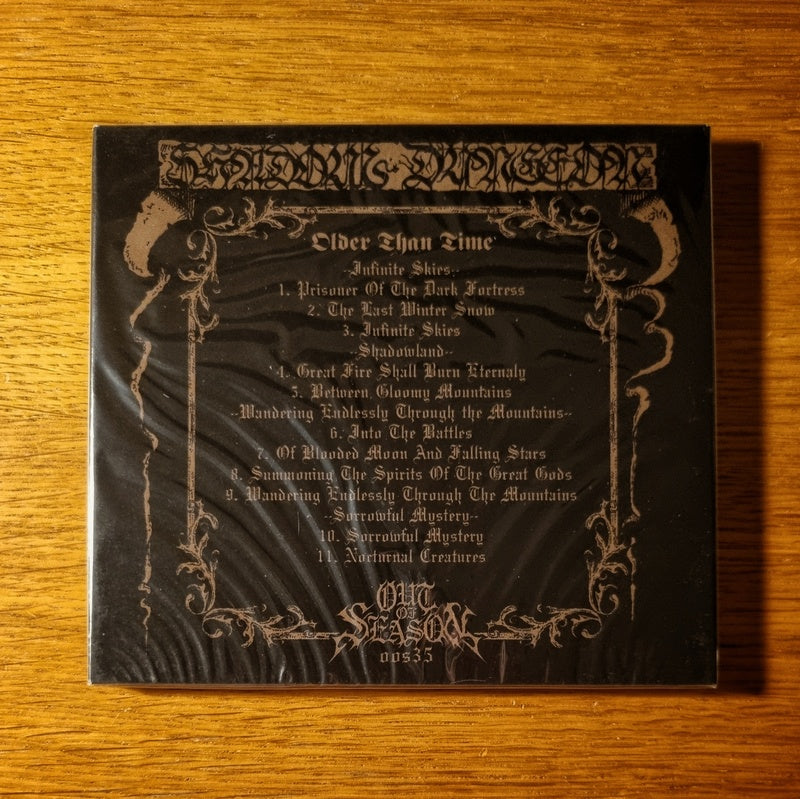 SHADOW DUNGEON
Older Than Time
-Infinite Skies-
1. Prisoner Of The Dark Fortress
2. The Last Winter Snow
3. Infinite Skies
-Shadowland--
4. Great Fire Shall Burn Eternaly
5. Between Gloomy Mountains
--Wandering Endlessly Through the Mountains--
6. Into The Battles
7. Of Blooded Moon And Falling Stars
8. Summoning The Spirits Of The Great Gods
9. Wandering Endlessly Through The Mountains
--Sorrowful Mystery--
10. Sorrowful Mystery
11. Nocturnal Creatures
OUT
OF
SEASON
oos35